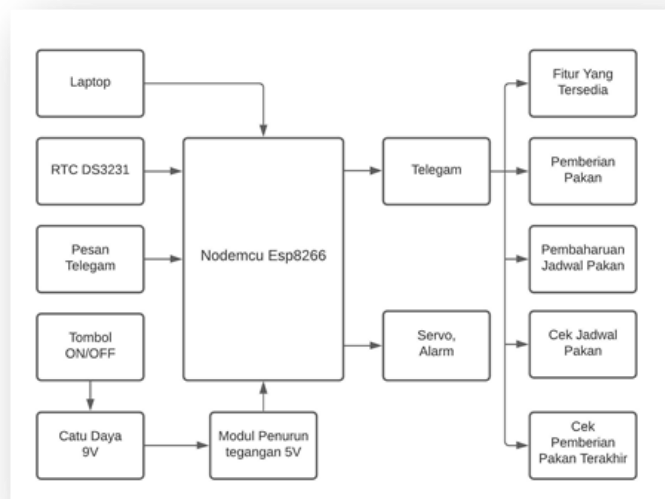 Laptop
RTC DS3231
Pesan
Telegam
Tombol
ON/OFF
Catu Daya
9V
Nodemcu Esp8266
Modul Penurun
tegangan 5V
Telegam
Servo,
Alarm
Fitur Yang
Tersedia
Pemberian
Pakan
Pembaharuan
Jadwal Pakan
Cek Jadwal
Pakan
Cek
Pemberian
Pakan Terakhir